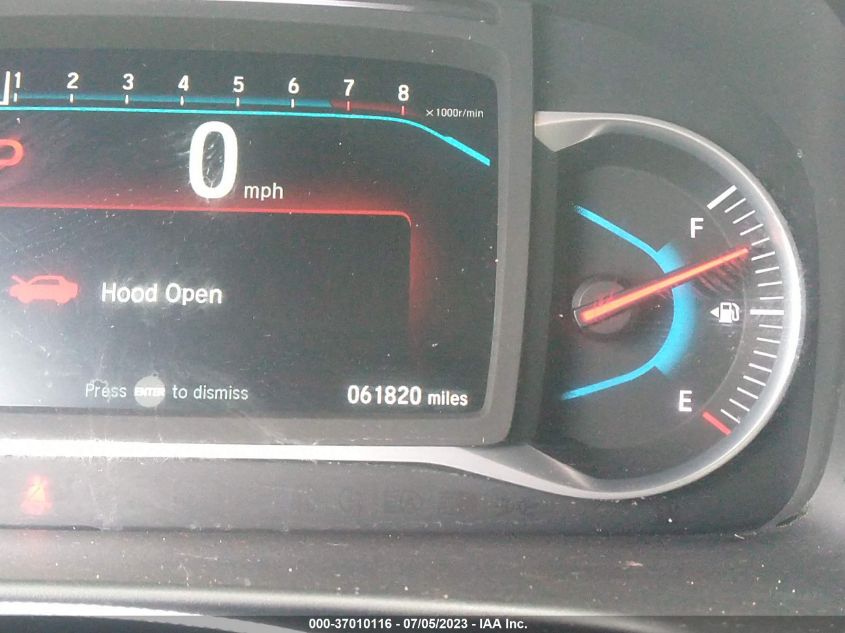 1 2 3 4 5 6 7 8
×1000r/min
0 mph
F
Hood Open
E
Press ENTER to dismiss
061820 miles
000-37010116 - 07/05/2023 - IAA Inc.